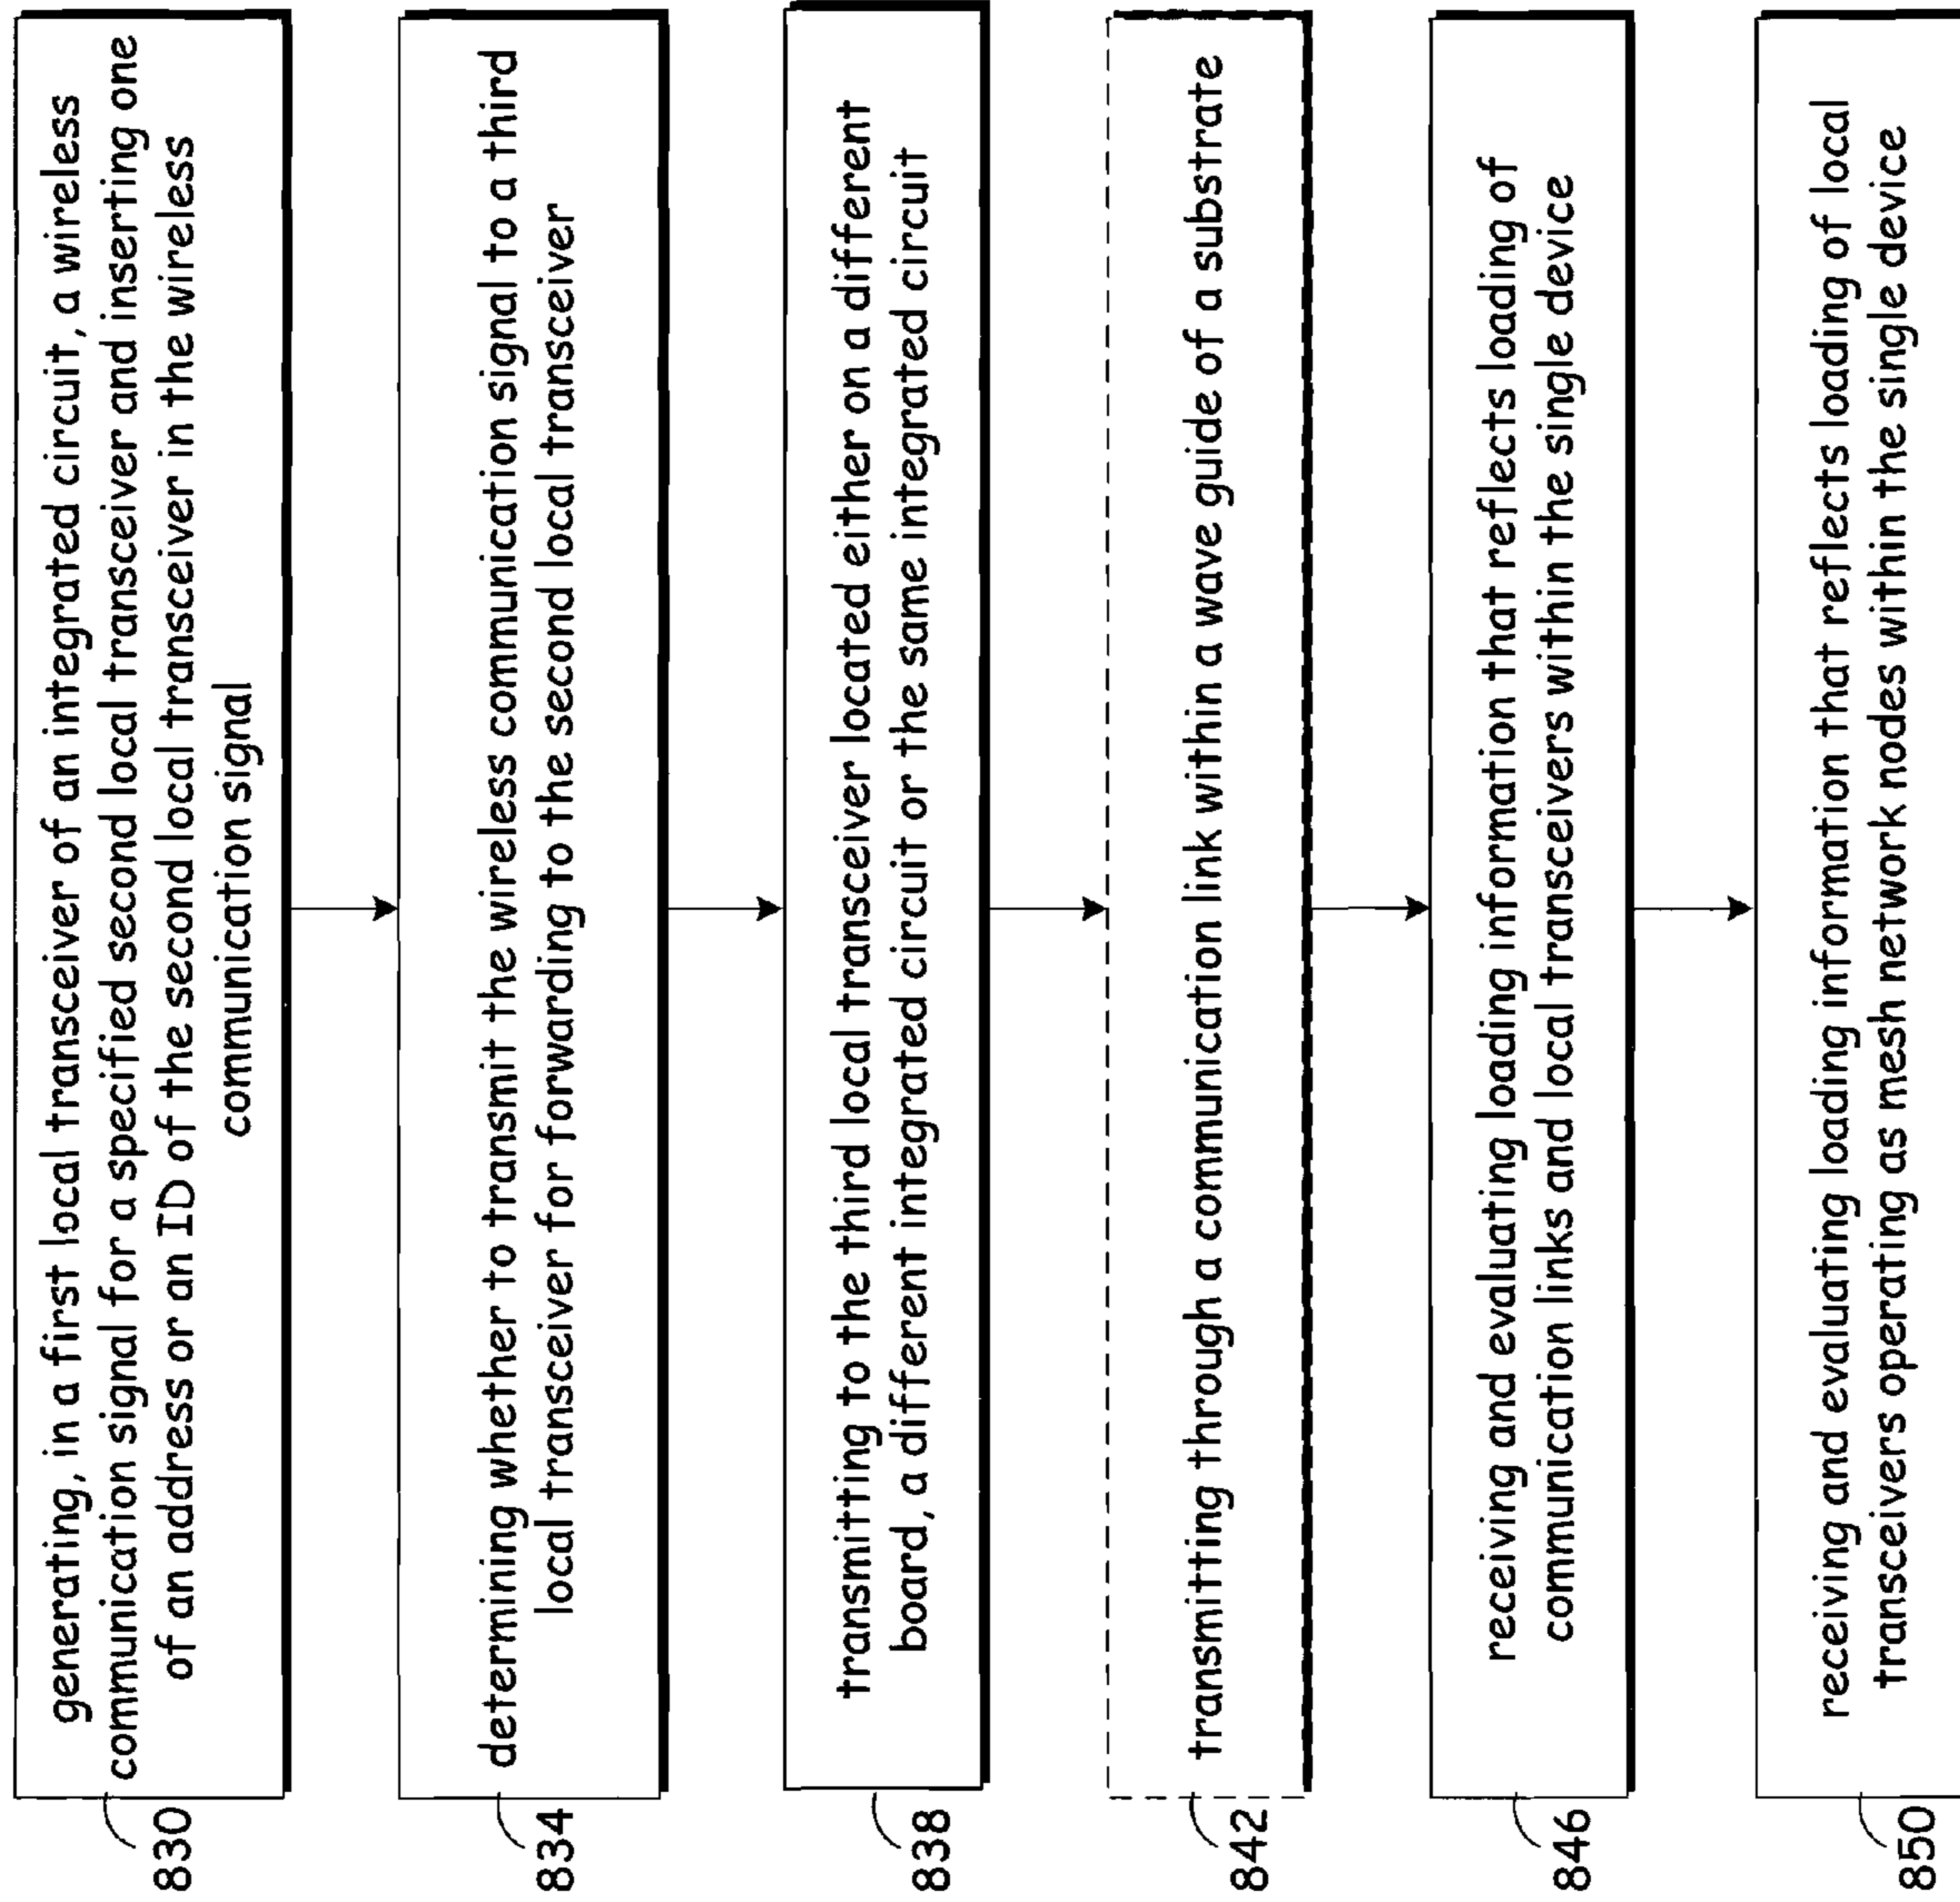 generating, in a first local transceiver of an integrated circuit, a wireless
communication signal for a specified second local transceiver and inserting one
of an address or an ID of the second local transceiver in the wireless
communication signal
830
determining whether to transmit the wireless communication signal to a third
local transceiver for forwarding to the second local transceiver
834
transmitting to the third local transceiver located either on a different
board, a different integrated circuit or the same integrated circuit
838
transmitting through a communication link within a wave guide of a substrate
842
receiving and evaluating loading information that reflects loading of
communication links and local transceivers within the single device
846
receiving and evaluating loading information that reflects loading of local
transceivers operating as mesh network nodes within the single device
850